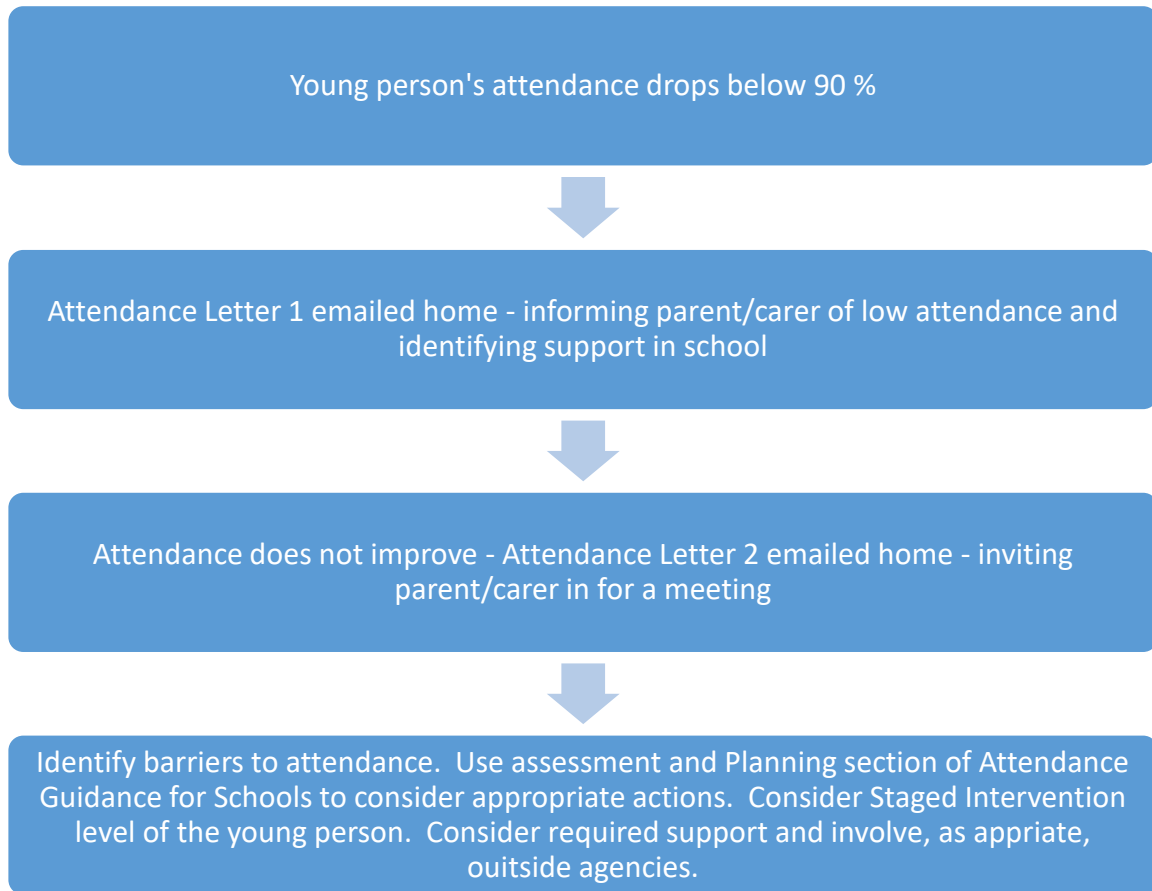 Young person's attendance drops below 90 %
Attendance Letter 1 emailed home - informing parent/carer of low attendance and
identifying support in school
Attendance does not improve - Attendance Letter 2 emailed home - inviting
parent/carer in for a meeting
Identify barriers to attendance.  Use assessment and Planning section of Attendance
Guidance for Schools to consider appropriate actions.  Consider Staged Intervention
level of the young person.  Consider required support and involve, as appriate,
ouitside agencies.